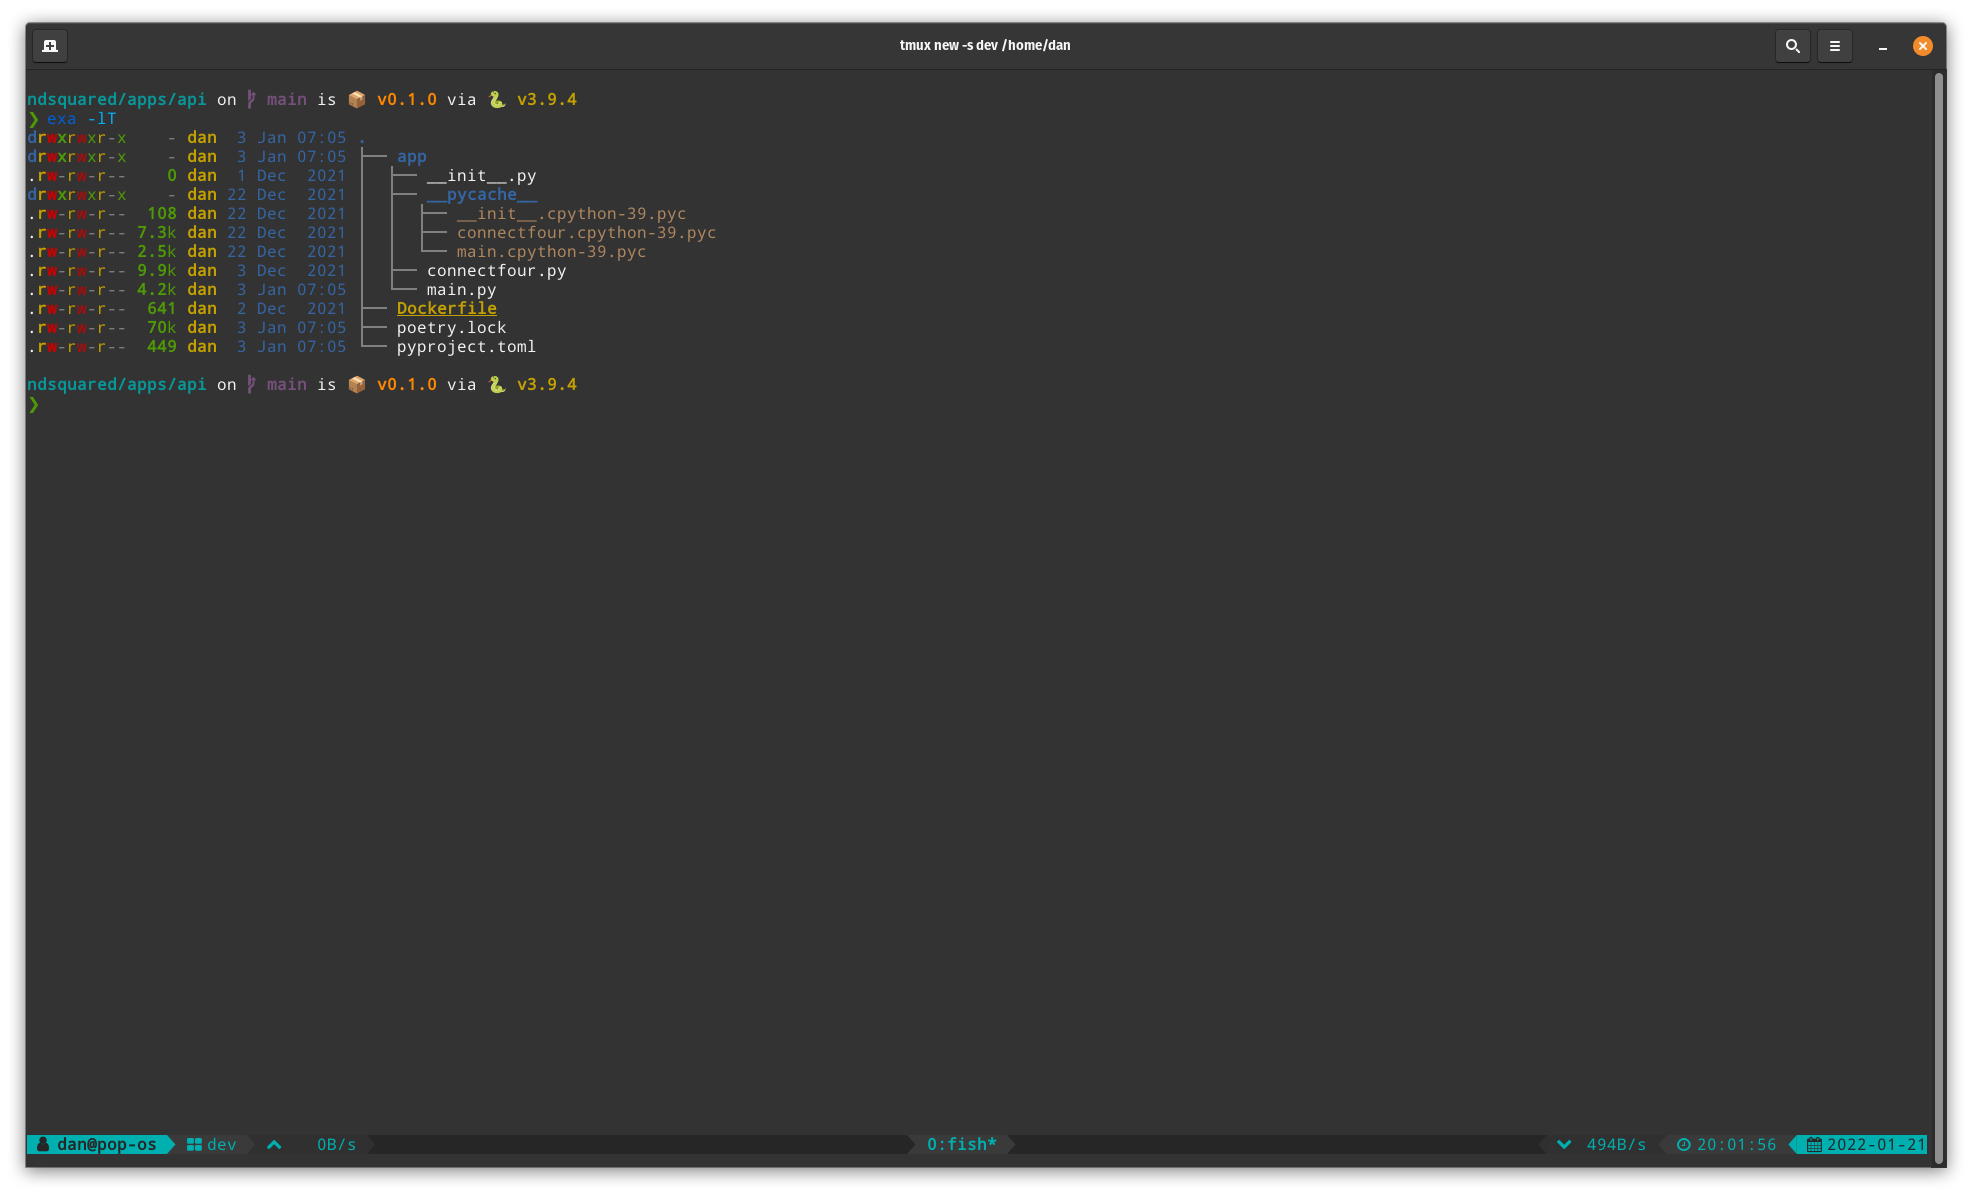 tmux new -s dev /home/dan
ndsquared/apps/api on main is 📦 v0.1.0 via 🐍 v3.9.4
❯ exa -lT
drwxrwxr-x    - dan  3 Jan 07:05 .
drwxrwxr-x    - dan  3 Jan 07:05 ├── app
.rw-rw-r--    0 dan  1 Dec  2021 │  ├── __init__.py
drwxrwxr-x    - dan 22 Dec  2021 │  ├── __pycache__
.rw-rw-r--  108 dan 22 Dec  2021 │  │  ├── __init__.cpython-39.pyc
.rw-rw-r-- 7.3k dan 22 Dec  2021 │  │  ├── connectfour.cpython-39.pyc
.rw-rw-r-- 2.5k dan 22 Dec  2021 │  │  └── main.cpython-39.pyc
.rw-rw-r-- 9.9k dan  3 Dec  2021 │  ├── connectfour.py
.rw-rw-r-- 4.2k dan  3 Jan 07:05 │  └── main.py
.rw-rw-r--  641 dan  2 Dec  2021 ├── Dockerfile
.rw-rw-r--  70k dan  3 Jan 07:05 ├── poetry.lock
.rw-rw-r--  449 dan  3 Jan 07:05 └── pyproject.toml
ndsquared/apps/api on main is 📦 v0.1.0 via 🐍 v3.9.4
❯
dan@pop-os dev 0B/s 0:fish* 494B/s 20:01:56 2022-01-21